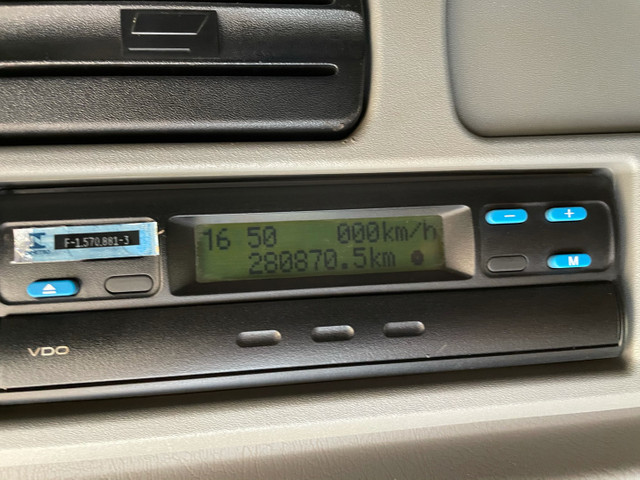 F-1.570.881-3
16 50 000km/h
280870.5km
− +
M
VDO